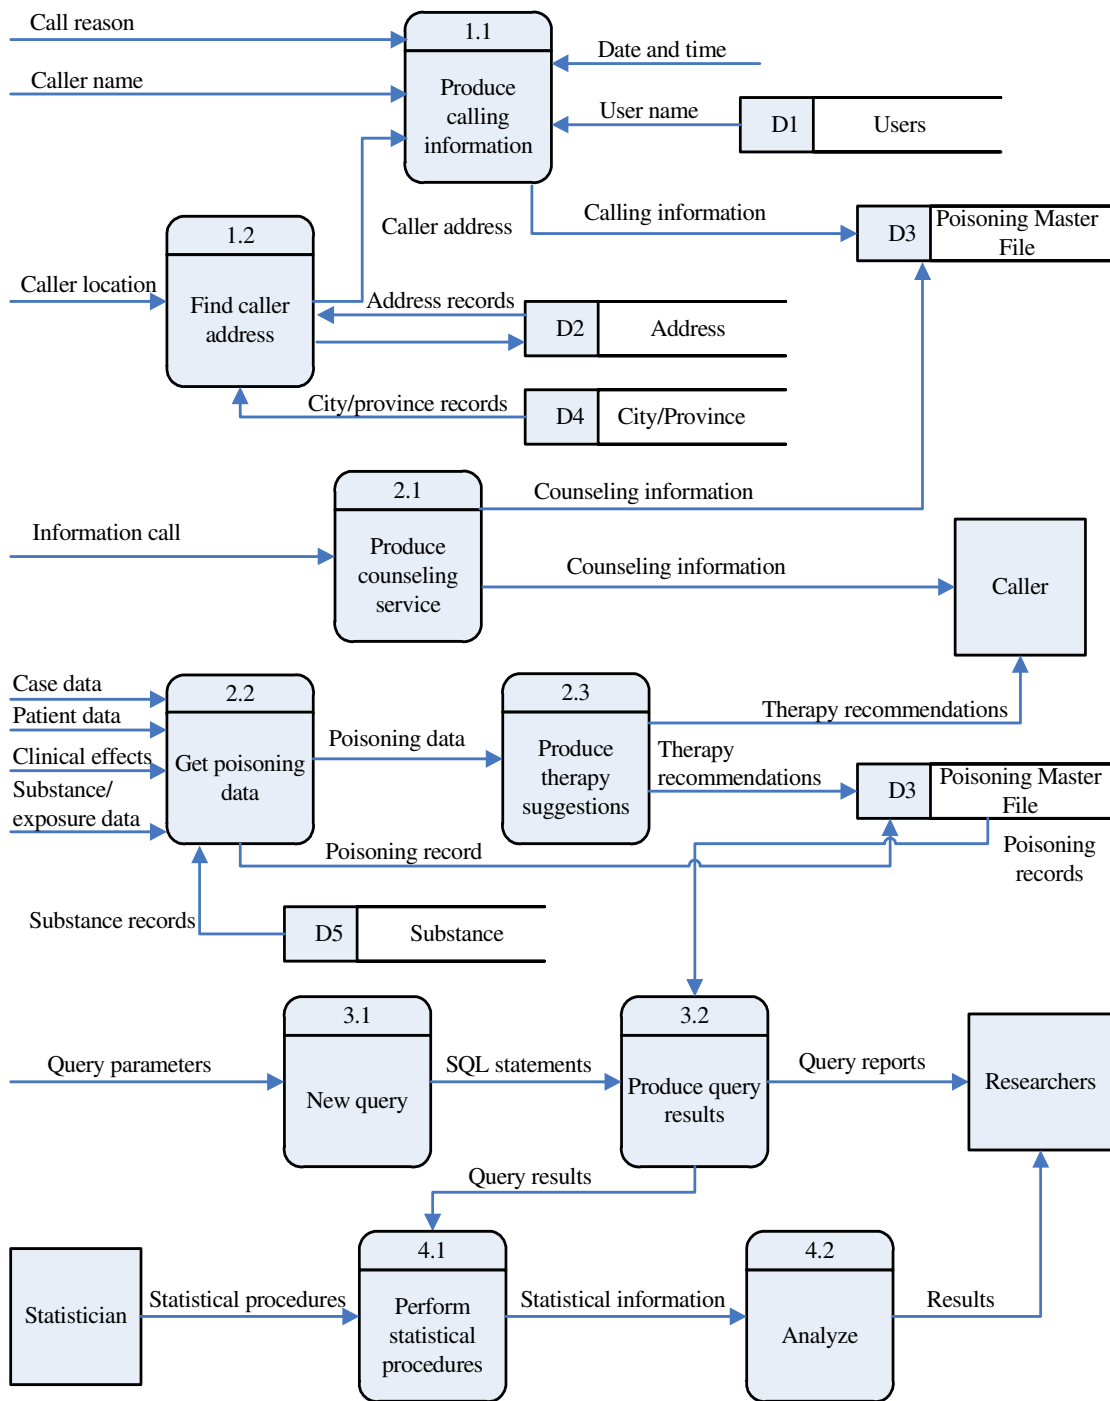 Call reason
1.1
Date and time
Caller name
Produce
calling
information
User name
D1
Users
Caller address
Calling information
D3
Poisoning Master
File
1.2
Caller location
Find caller
address
Address records
D2
Address
City/province records
D4
City/Province
2.1
Counseling information
Information call
Produce
counseling
service
Counseling information
Caller
Case data
2.2
2.3
Patient data
Therapy recommendations
Clinical effects
Get poisoning
data
Poisoning data
Produce
therapy
suggestions
Therapy
recommendations
Substance/
exposure data
D3
Poisoning Master
File
Poisoning record
Poisoning
records
Substance records
D5
Substance
3.1
3.2
Query parameters
SQL statements
Query reports
New query
Produce query
results
Researchers
Query results
4.1
4.2
Statistician
Statistical procedures
Perform
statistical
procedures
Statistical information
Analyze
Results